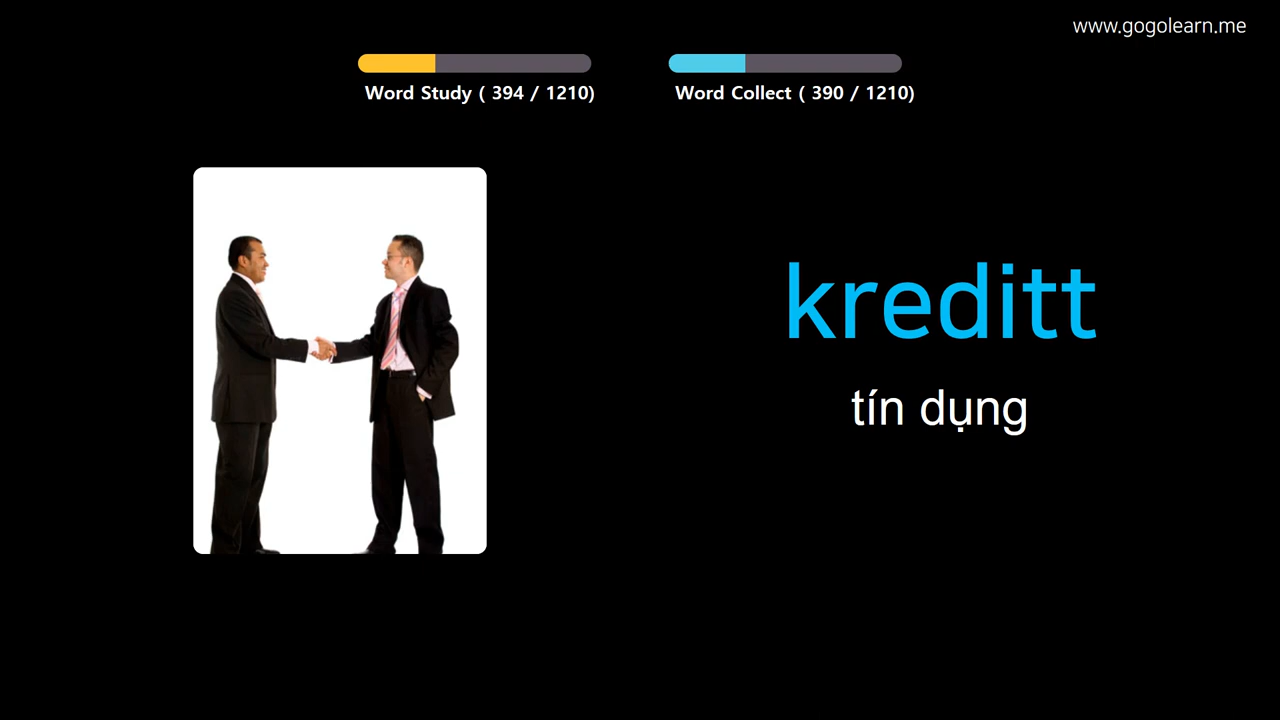 www.gogolearn.me
Word Study ( 394 / 1210)
Word Collect ( 390 / 1210)
kreditt
tín dụng